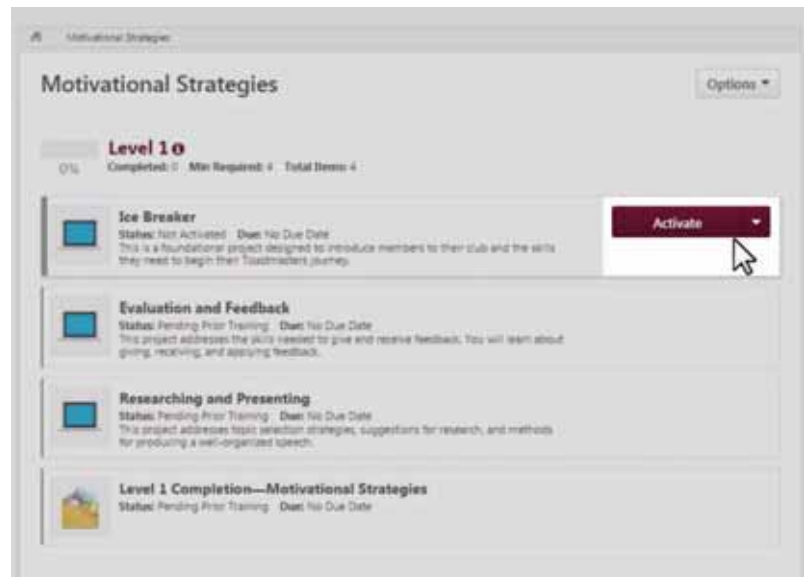 Motivational Strategies
Motivational Strategies
Options
Level 1
0%
Completed: 0 Min Required: 4 Total Items: 4
Ice Breaker
Activate
Status: Not Activated Due: No Due Date
This is a foundational project designed to introduce members to their club and the skills
they need to begin their Toastmasters journey.
Evaluation and Feedback
Status: Pending Prior Training Due: No Due Date
This project addresses the skills needed to give and receive feedback. You will learn about
giving, receiving, and applying feedback.
Researching and Presenting
Status: Pending Prior Training Due: No Due Date
This project addresses topic selection strategies, suggestions for research, and methods
for producing a well-organized speech.
Level 1 Completion—Motivational Strategies
Status: Pending Prior Training Due: No Due Date